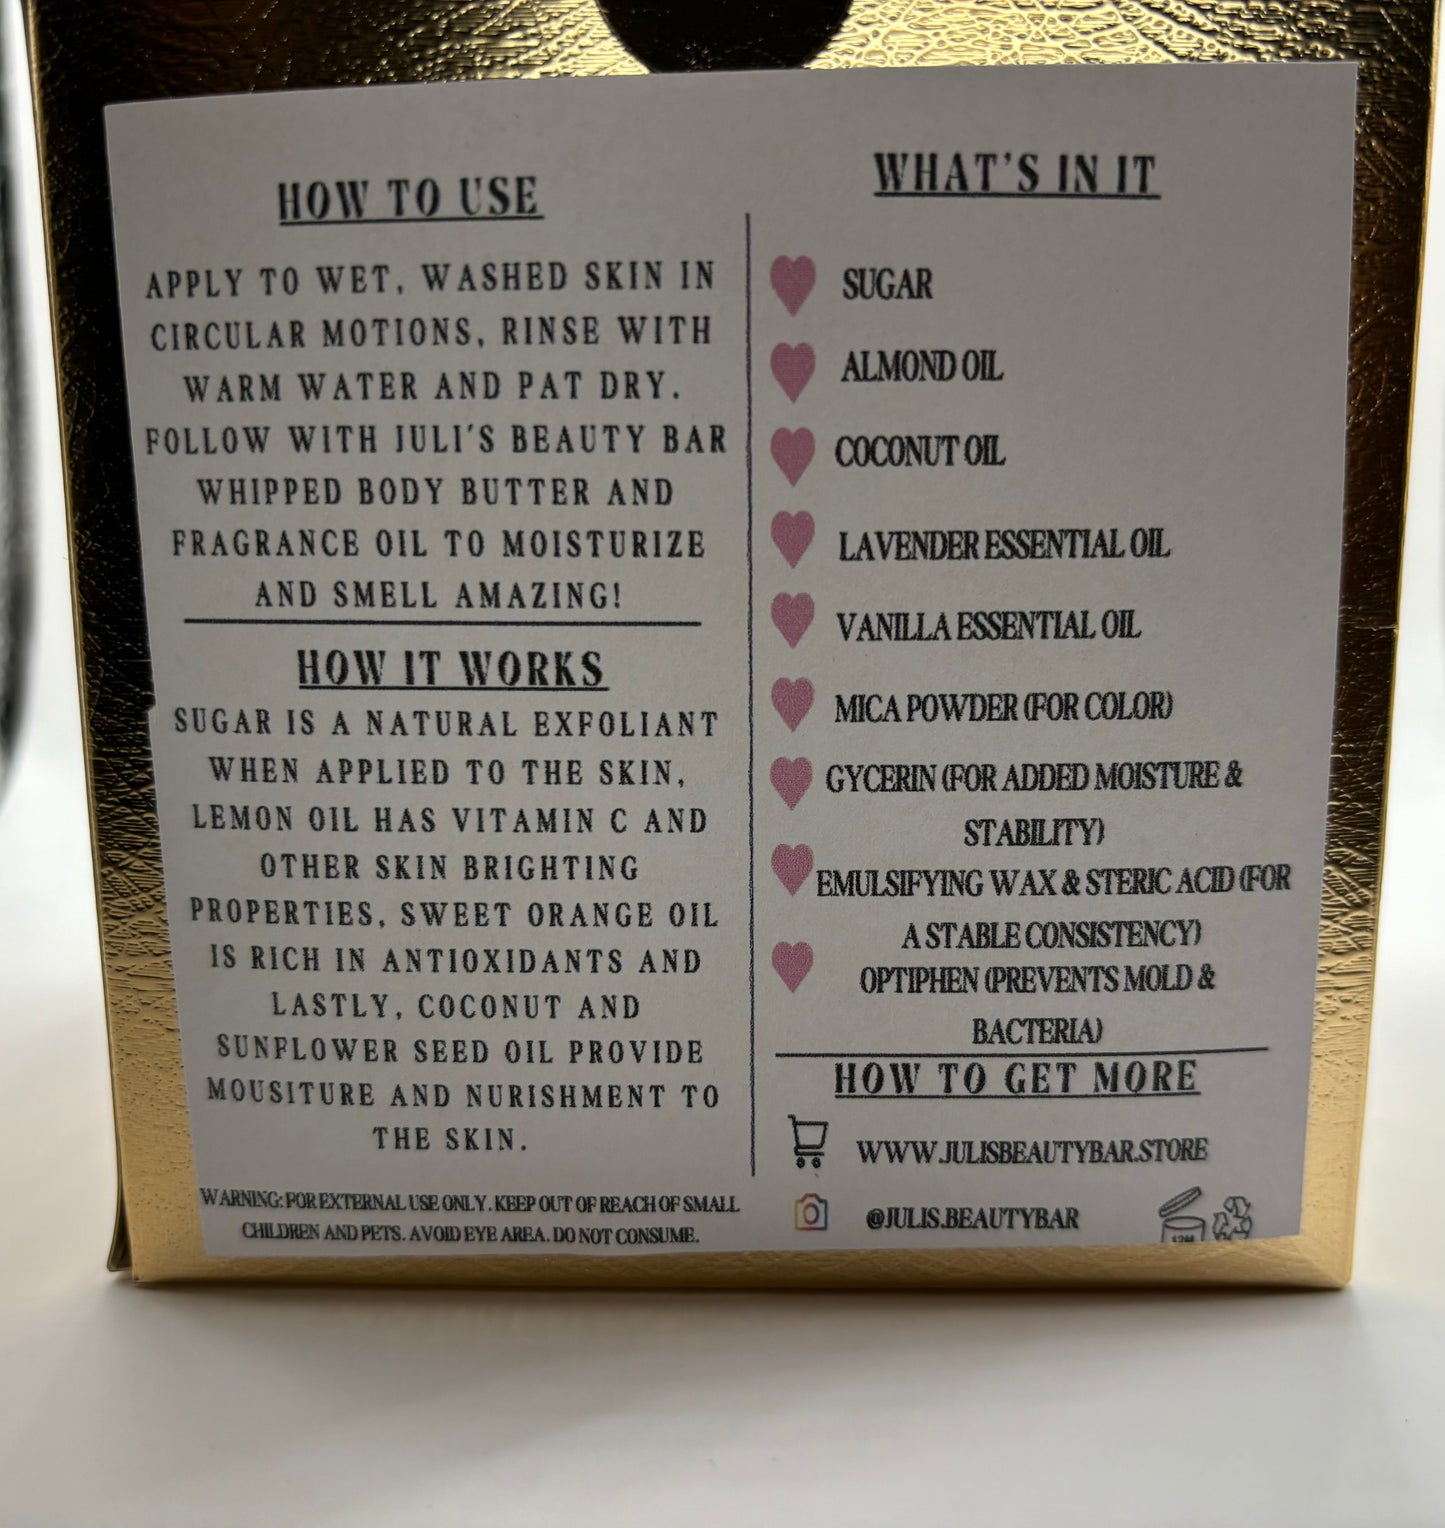 HOW TO USE
APPLY TO WET, WASHED SKIN IN
CIRCULAR MOTIONS, RINSE WITH
WARM WATER AND PAT DRY.
FOLLOW WITH JULI'S BEAUTY BAR
WHIPPED BODY BUTTER AND
FRAGRANCE OIL TO MOISTURIZE
AND SMELL AMAZING!
HOW IT WORKS
SUGAR IS A NATURAL EXFOLIANT
WHEN APPLIED TO THE SKIN,
LEMON OIL HAS VITAMIN C AND
OTHER SKIN BRIGHTING
PROPERTIES, SWEET ORANGE OIL
IS RICH IN ANTIOXIDANTS AND
LASTLY, COCONUT AND
SUNFLOWER SEED OIL PROVIDE
MOUSITURE AND NURISHMENT TO
THE SKIN.
WARNING: FOR EXTERNAL USE ONLY. KEEP OUT OF REACH OF SMALL
CHILDREN AND PETS. AVOID EYE AREA. DO NOT CONSUME.
WHAT'S IN IT
SUGAR
ALMOND OIL
COCONUT OIL
LAVENDER ESSENTIAL OIL
VANILLA ESSENTIAL OIL
MICA POWDER (FOR COLOR)
GYCERIN (FOR ADDED MOISTURE &
STABILITY)
EMULSIFYING WAX & STERIC ACID (FOR
A STABLE CONSISTENCY)
OPTIPHEN (PREVENTS MOLD &
BACTERIA)
HOW TO GET MORE
WWW.JULISBEAUTYBAR.STORE
@JULIS.BEAUTYBAR
12M